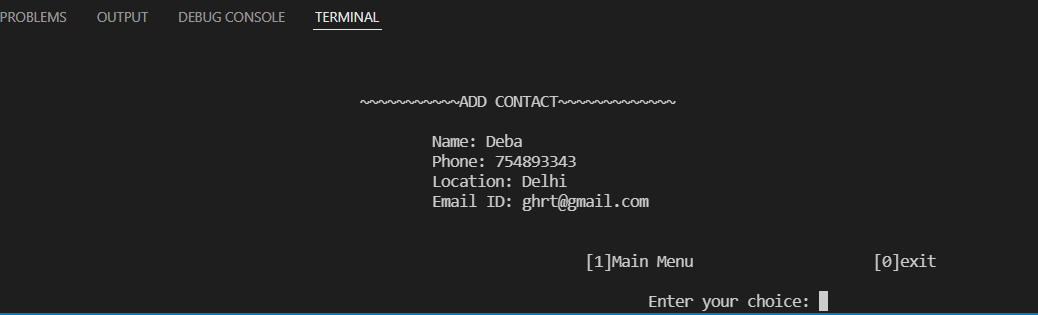 PROBLEMS OUTPUT DEBUG CONSOLE TERMINAL
~~~~~~~~~~~ADD CONTACT~~~~~~~~~~~~~
Name: Deba
Phone: 754893343
Location: Delhi
Email ID: ghrt@gmail.com
[1]Main Menu [0]exit
Enter your choice: